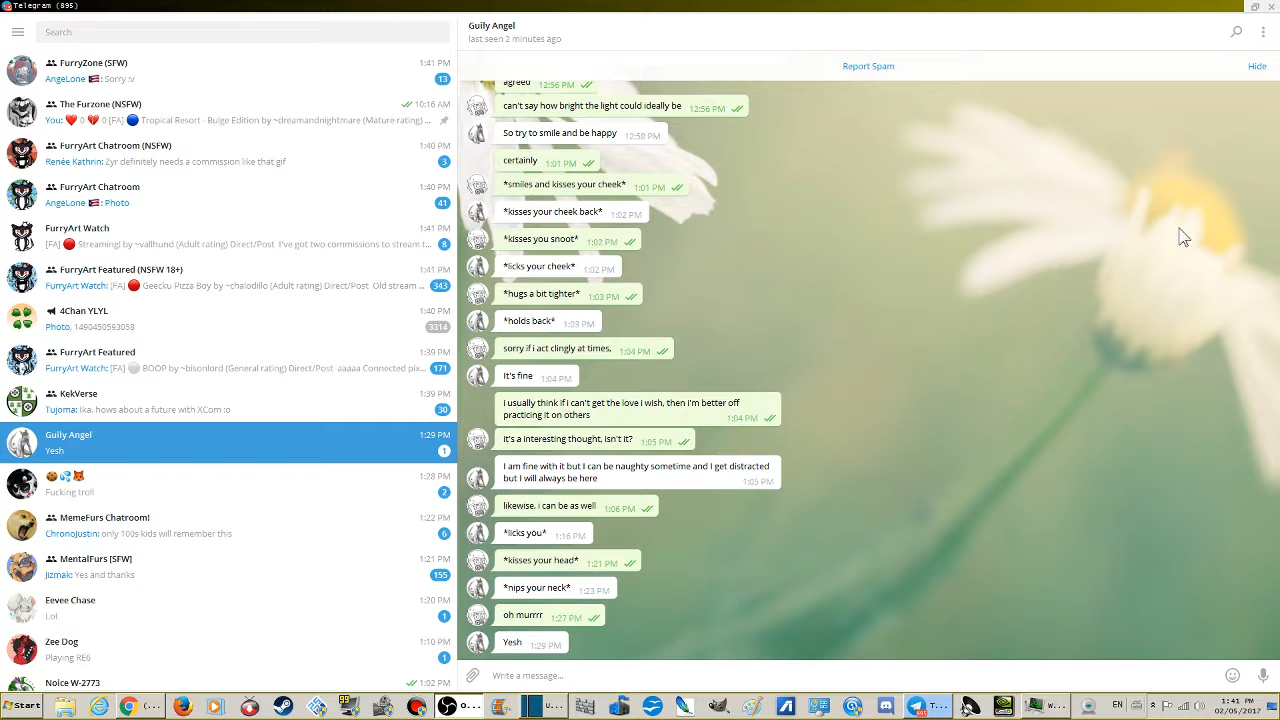 Telegram (895)
Search
FurryZone (SFW)
1:41 PM
AngeLone 🇵🇷: Sorry :v
13
The Furzone (NSFW)
10:16 AM
You: ❤️ 0 💔 0 [FA] 🔵 Tropical Resort - Bulge Edition by ~dreamandnightmare (Mature rating) ...
FurryArt Chatroom (NSFW)
1:40 PM
Renée Kathrin: Zyr definitely needs a commission like that gif
3
FurryArt Chatroom
1:40 PM
AngeLone 🇵🇷: Photo
41
FurryArt Watch
1:41 PM
[FA] 🔴 Streaming! by ~vallhund (Adult rating) Direct/Post I've got two commissions to stream t...
8
FurryArt Featured (NSFW 18+)
1:41 PM
FurryArt Watch: [FA] 🔴 Geecku Pizza Boy by ~chalodillo (Adult rating) Direct/Post Old stream ...
343
4Chan YLYL
1:40 PM
Photo, 1490450593058
3314
FurryArt Featured
1:39 PM
FurryArt Watch: [FA] ⚪ BOOP by ~bisonlord (General rating) Direct/Post aaaaa Connected pix...
171
KekVerse
1:39 PM
Tujoma: Ika, hows about a future with XCom :o
30
Guily Angel
1:29 PM
Yesh
1
🍪💦🦊
1:28 PM
Fucking troll
2
MemeFurs Chatroom!
1:22 PM
ChronoJustin: only 100s kids will remember this
6
MentalFurs [SFW]
1:21 PM
Jizmak: Yes and thanks
155
Eevee Chase
1:20 PM
Lol
1
Zee Dog
1:10 PM
Playing RE6
1
Noice W-2773
1:02 PM
Guily Angel
last seen 2 minutes ago
Report Spam
Hide
agreed 12:56 PM
can't say how bright the light could ideally be 12:56 PM
So try to smile and be happy 12:58 PM
certainly 1:01 PM
*smiles and kisses your cheek* 1:01 PM
*kisses your cheek back* 1:02 PM
*kisses you snoot* 1:02 PM
*licks your cheek* 1:02 PM
*hugs a bit tighter* 1:03 PM
*holds back* 1:03 PM
sorry if i act clingly at times, 1:04 PM
It's fine 1:04 PM
i usually think if i can't get the love i wish, then i'm better off
practicing it on others 1:04 PM
it's a interesting thought, isn't it? 1:05 PM
I am fine with it but I can be naughty sometime and I get distracted
but I will always be here 1:05 PM
likewise, i can be as well 1:06 PM
*licks you* 1:16 PM
*kisses your head* 1:21 PM
*nips your neck* 1:23 PM
oh murrrr 1:27 PM
Yesh 1:29 PM
Write a message...
Start
(...
O...
U...
T...
W...
EN
1:41 PM
02/05/2017